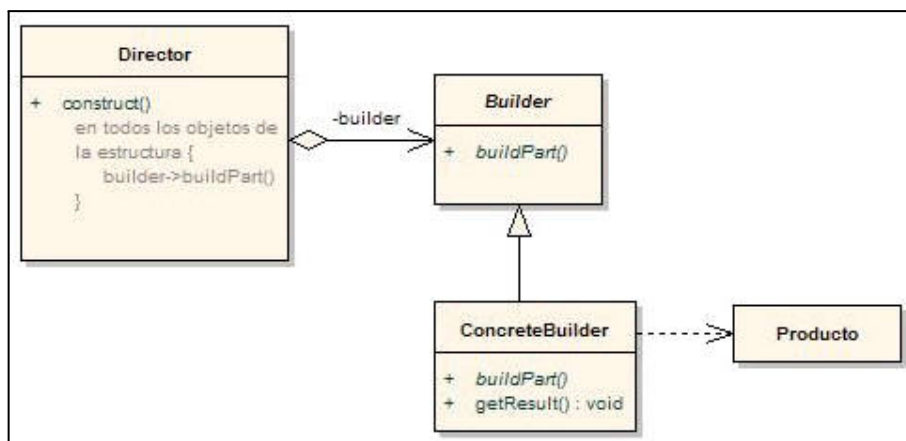 Director
+ construct()
en todos los objetos de
la estructura {
builder->buildPart()
}
-builder
Builder
+ buildPart()
ConcreteBuilder
+ buildPart()
+ getResult() : void
Producto